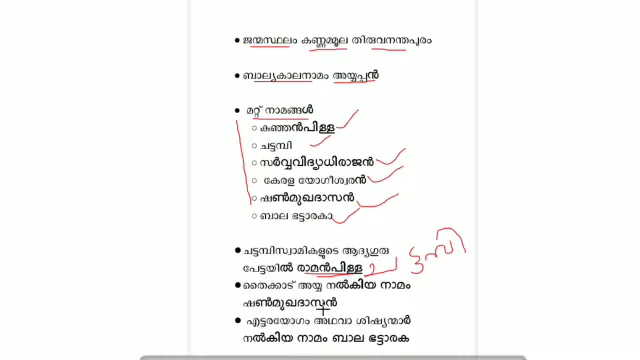 ● ജന്മസ്ഥലം കണ്ണമ്മൂല തിരുവനന്തപുരം
● ബാല്യകാലനാമം അയ്യപ്പൻ
● മറ്റ് നാമങ്ങൾ
○ കുഞ്ഞൻപിള്ള
○ ചട്ടമ്പി
○ സർവ്വവിദ്യാധിരാജൻ
○ കേരള യോഗീശ്വരൻ
○ ഷൺമുഖദാസൻ
○ ബാല ഭട്ടാരകാ
● ചട്ടമ്പിസ്വാമികളുടെ ആദ്യഗുരു
പേട്ടയിൽ രാമൻപിള്ള
ചട്ടമ്പി
● തൈക്കാട് അയ്യ നൽകിയ നാമം
ഷൺമുഖദാസൻ
● എട്ടരയോഗം അഥവാ ശിഷ്യന്മാർ
നൽകിയ നാമം ബാല ഭട്ടാരക